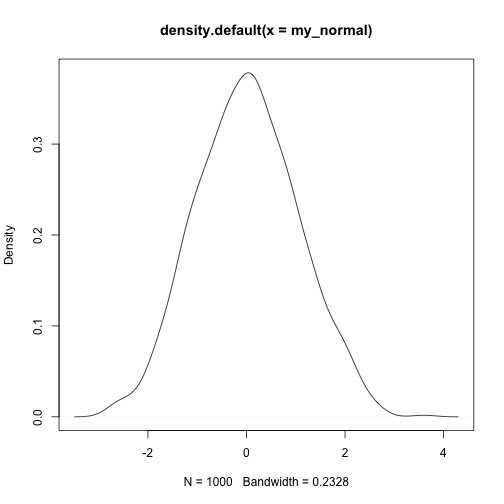 density.default(x = my_normal)
Density
0.3
0.2
0.1
0.0
-2 0 2 4
N = 1000 Bandwidth = 0.2328